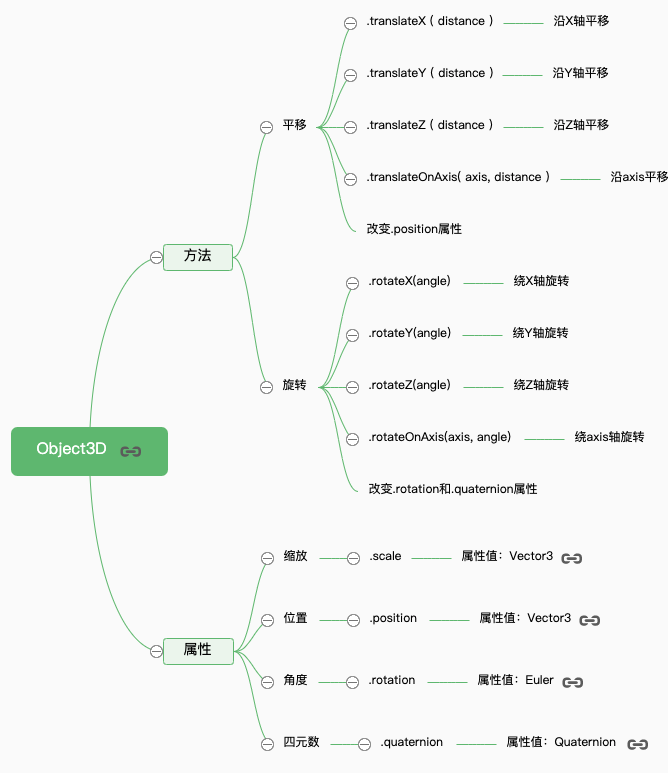 Object3D
方法
平移
.translateX ( distance )
沿X轴平移
.translateY ( distance )
沿Y轴平移
.translateZ ( distance )
沿Z轴平移
.translateOnAxis( axis, distance )
沿axis平移
改变.position属性
旋转
.rotateX(angle)
绕X轴旋转
.rotateY(angle)
绕Y轴旋转
.rotateZ(angle)
绕Z轴旋转
.rotateOnAxis(axis, angle)
绕axis轴旋转
改变.rotation和.quaternion属性
属性
缩放
.scale
属性值：Vector3
位置
.position
属性值：Vector3
角度
.rotation
属性值：Euler
四元数
.quaternion
属性值：Quaternion